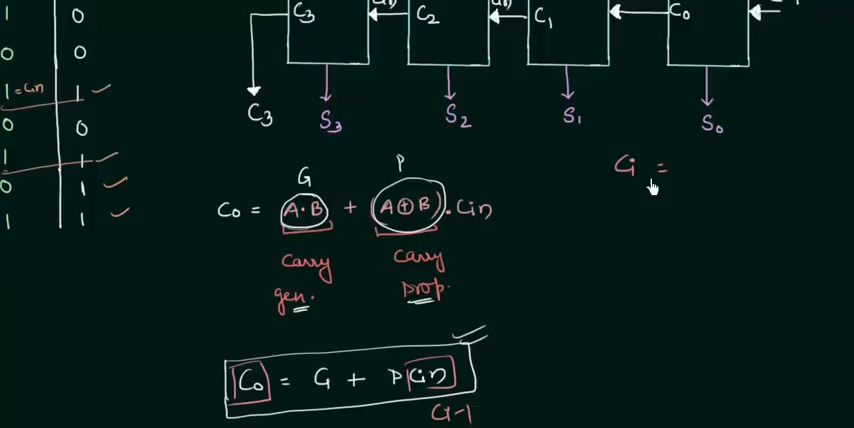 1 0
0 0
1 = Cin 1 ✓
0 0
1 1 ✓
0 1 ✓
1 1 ✓
C3 C2 C1 C0
C3 S3 S2 S1 S0
Ci =
G P
C0 = A·B + (A⊕B).Cin
carry carry
gen. prop.
C0 = G + P Cin
Ci-1